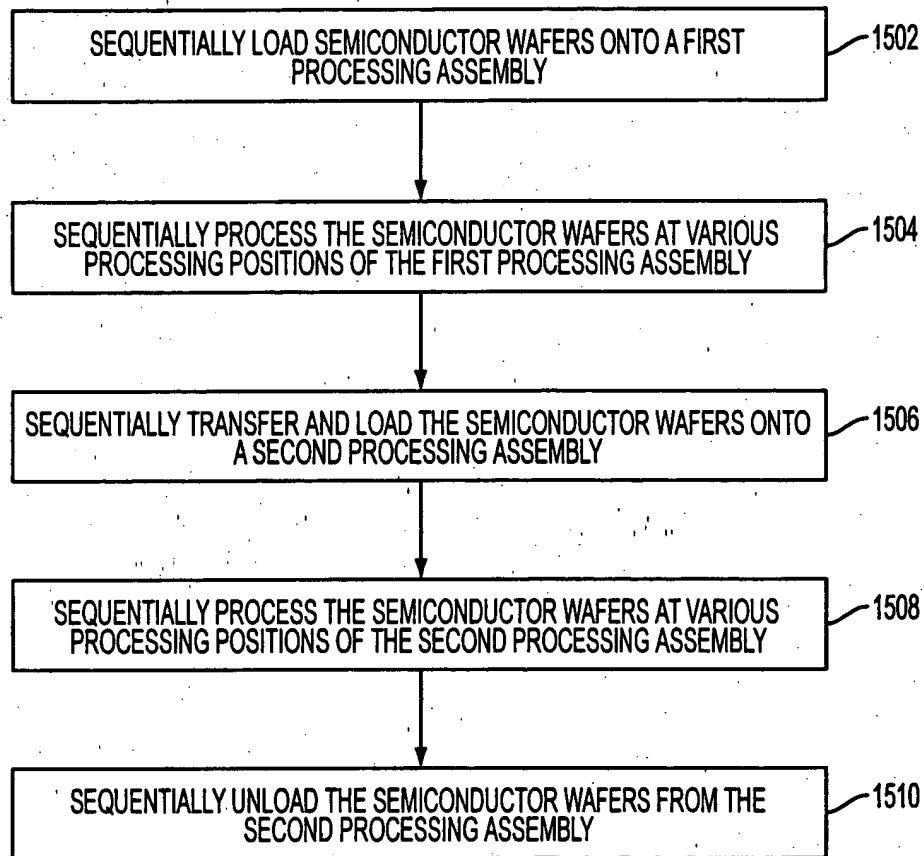 SEQUENTIALLY LOAD SEMICONDUCTOR WAFERS ONTO A FIRST
PROCESSING ASSEMBLY
1502
SEQUENTIALLY PROCESS THE SEMICONDUCTOR WAFERS AT VARIOUS
PROCESSING POSITIONS OF THE FIRST PROCESSING ASSEMBLY
1504
SEQUENTIALLY TRANSFER AND LOAD THE SEMICONDUCTOR WAFERS ONTO
A SECOND PROCESSING ASSEMBLY
1506
SEQUENTIALLY PROCESS THE SEMICONDUCTOR WAFERS AT VARIOUS
PROCESSING POSITIONS OF THE SECOND PROCESSING ASSEMBLY
1508
SEQUENTIALLY UNLOAD THE SEMICONDUCTOR WAFERS FROM THE
SECOND PROCESSING ASSEMBLY
1510